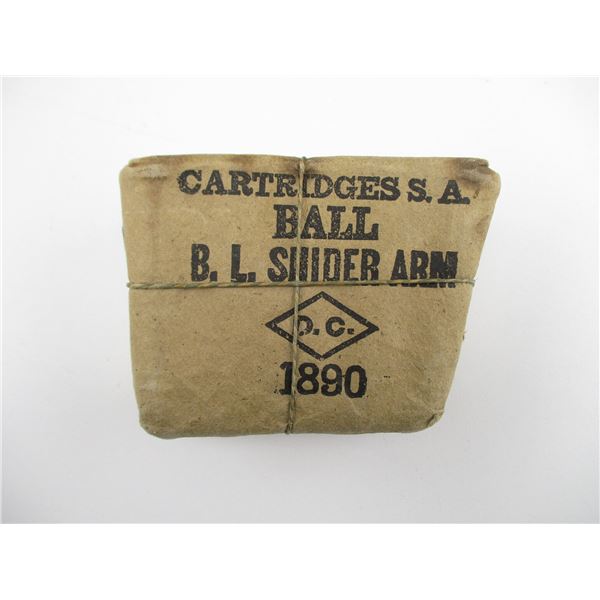 CARTRIDGES S. A.
BALL
B. L. SNIDER ARM
D. C.
1890